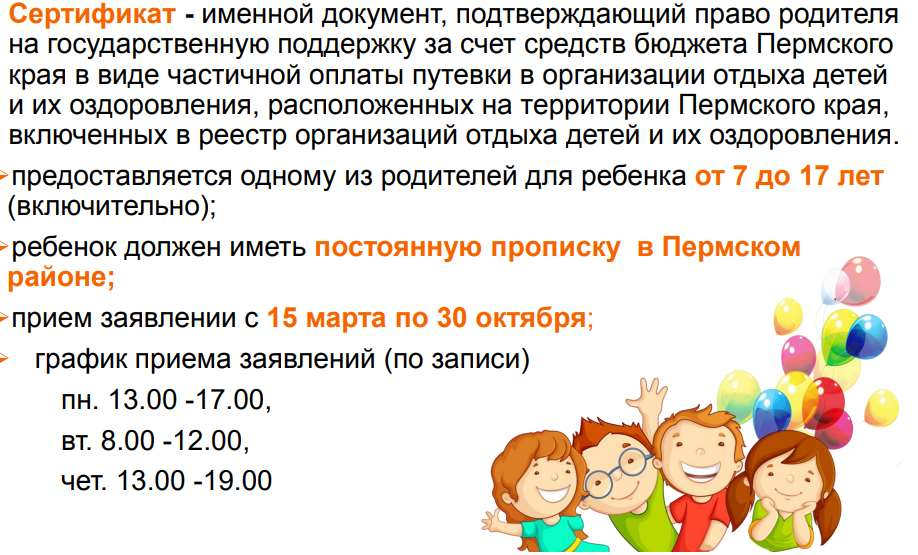 Сертификат - именной документ, подтверждающий право родителя
на государственную поддержку за счет средств бюджета Пермского
края в виде частичной оплаты путевки в организации отдыха детей
и их оздоровления, расположенных на территории Пермского края,
включенных в реестр организаций отдыха детей и их оздоровления.
предоставляется одному из родителей для ребенка от 7 до 17 лет
(включительно);
ребенок должен иметь постоянную прописку в Пермском
районе;
прием заявлении с 15 марта по 30 октября;
график приема заявлений (по записи)
пн. 13.00 -17.00,
вт. 8.00 -12.00,
чет. 13.00 -19.00